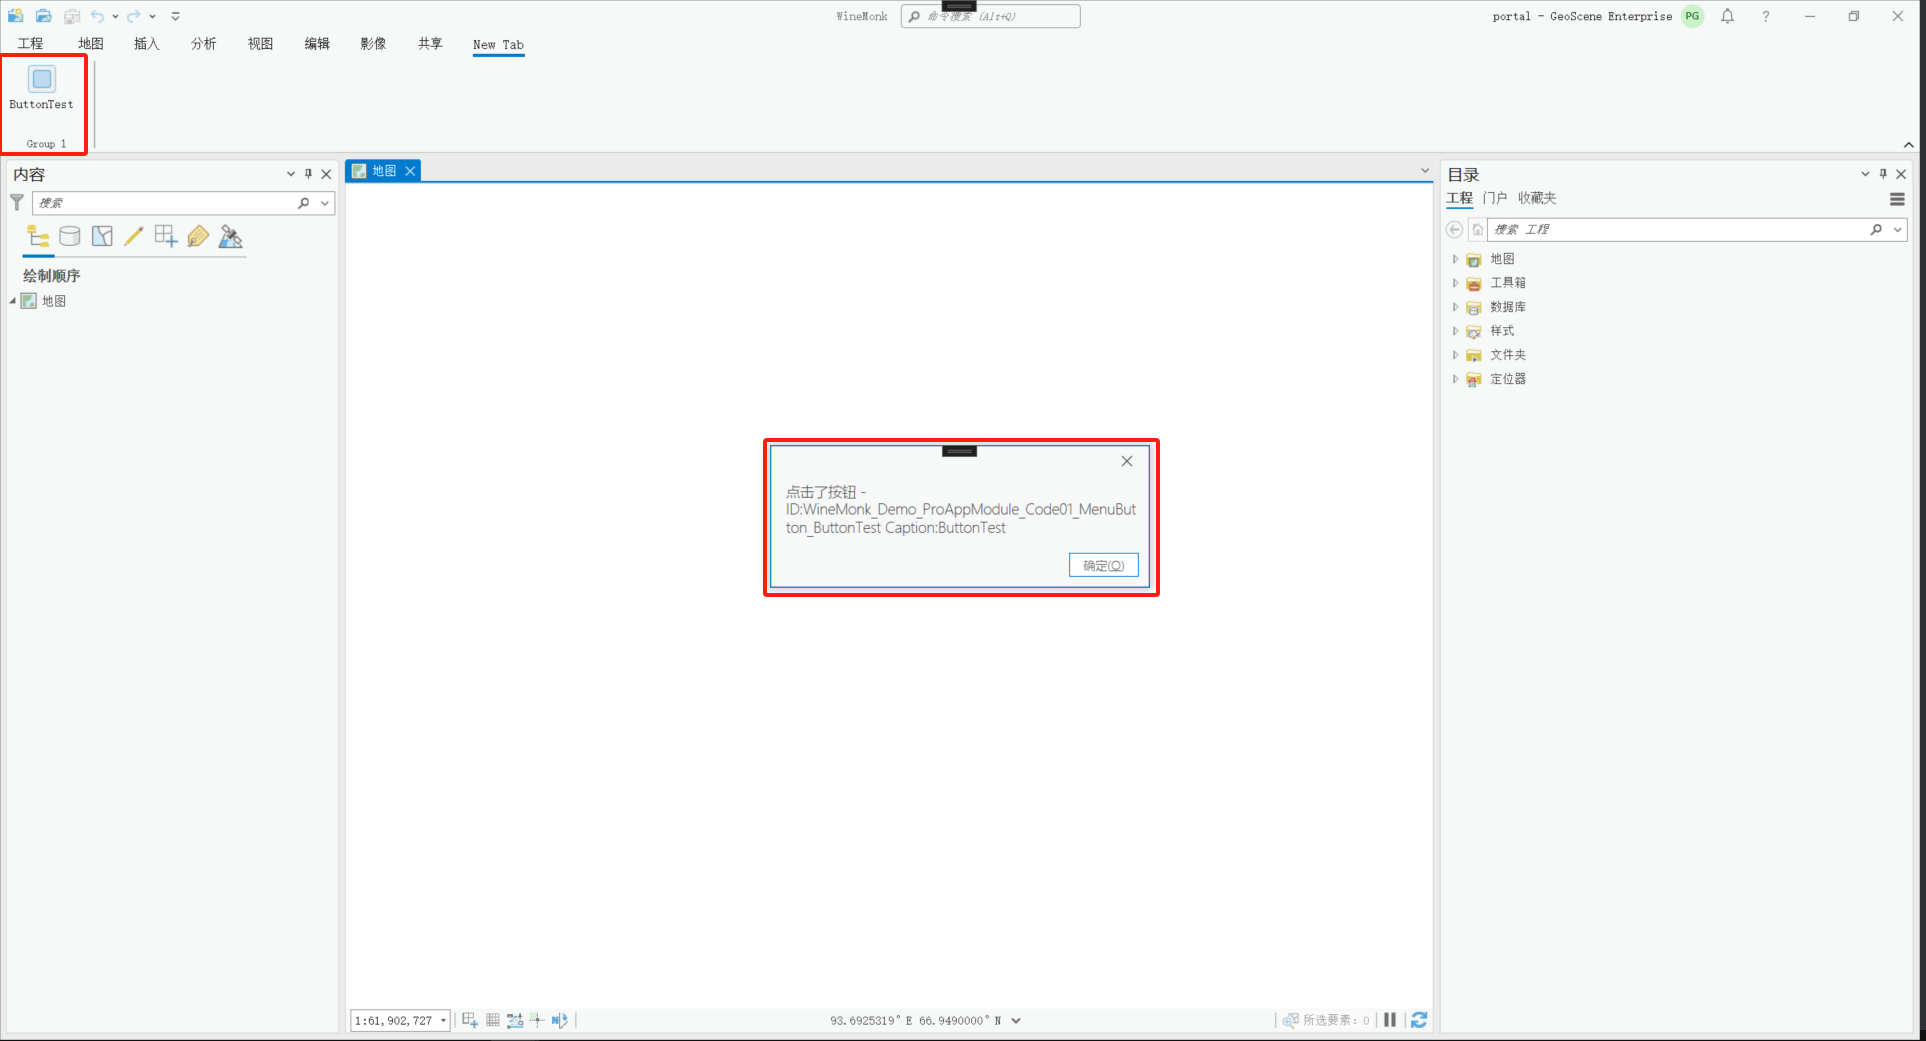 WineMonk
命令搜索 (Alt+Q)
portal - GeoScene Enterprise
PG
?
工程 地图 插入 分析 视图 编辑 影像 共享 New Tab
ButtonTest
Group 1
内容
搜索
绘制顺序
地图
地图
点击了按钮 -
ID:WineMonk_Demo_ProAppModule_Code01_MenuBut
ton_ButtonTest Caption:ButtonTest
确定(O)
1:61,902,727
93.6925319° E 66.9490000° N
所选要素: 0
目录
工程 门户 收藏夹
搜索 工程
地图
工具箱
数据库
样式
文件夹
定位器